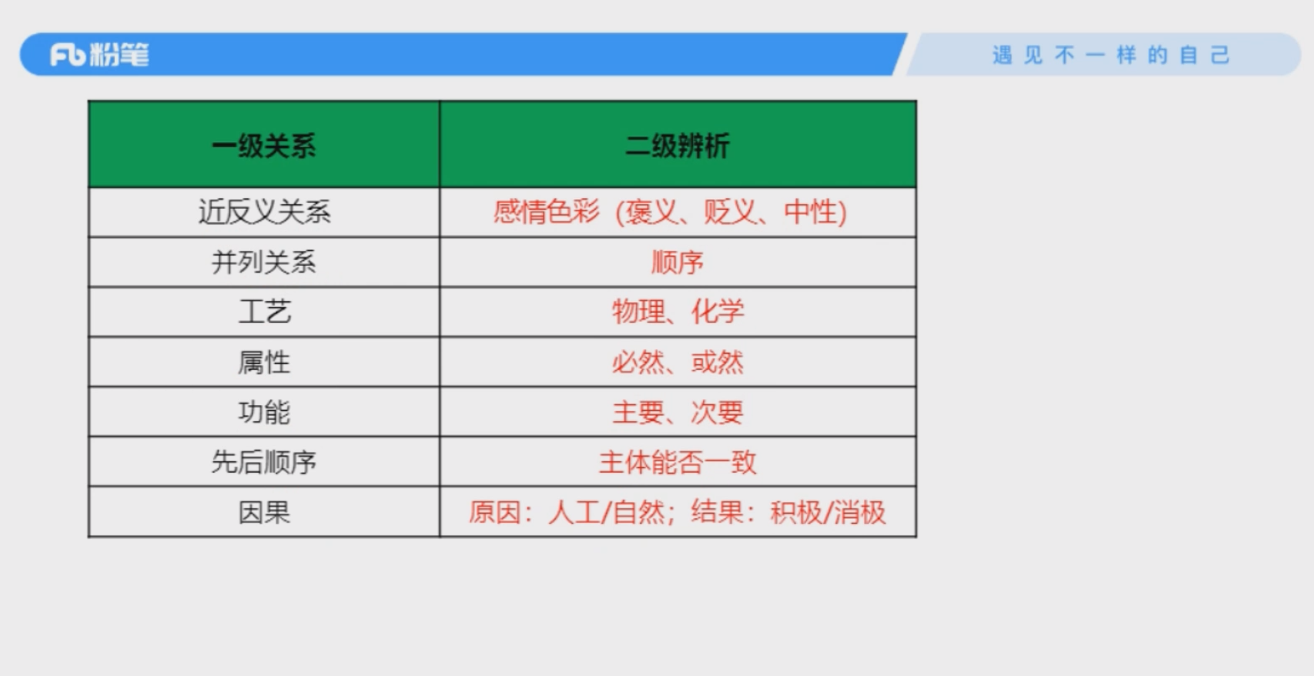 粉笔
遇见不一样的自己
一级关系 二级辨析
近反义关系 感情色彩（褒义、贬义、中性)
并列关系 顺序
工艺 物理、化学
属性 必然、或然
功能 主要、次要
先后顺序 主体能否一致
因果 原因：人工/自然；结果：积极/消极